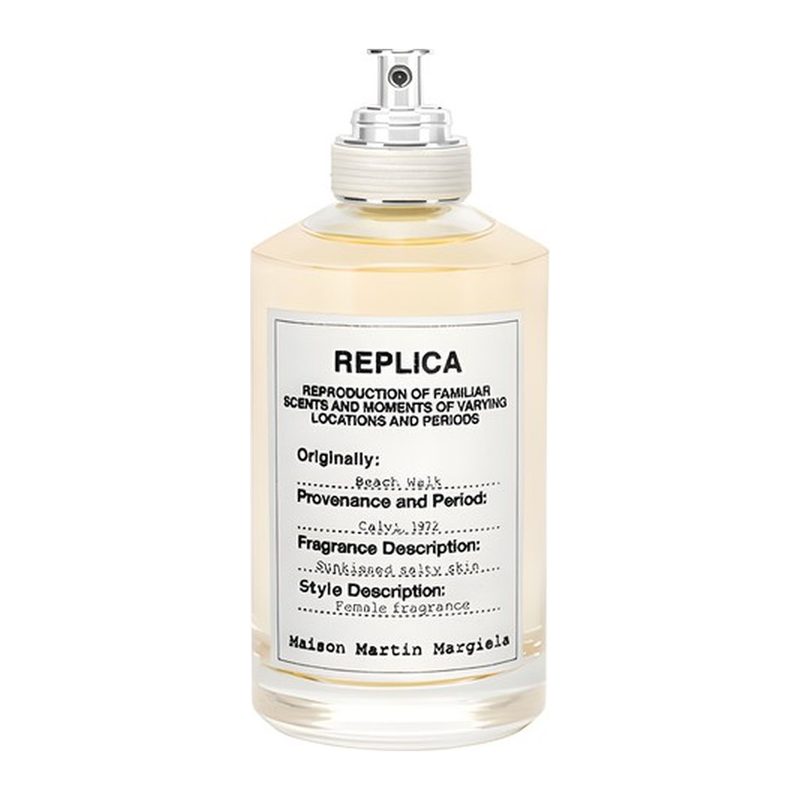 REPLICA
REPRODUCTION OF FAMILIAR
SCENTS AND MOMENTS OF VARYING
LOCATIONS AND PERIODS
Originally:
Beach Walk
Provenance and Period:
Calvi, 1972
Fragrance Description:
Sunkissed salty skin
Style Description:
Female fragrance
Maison Martin Margiela